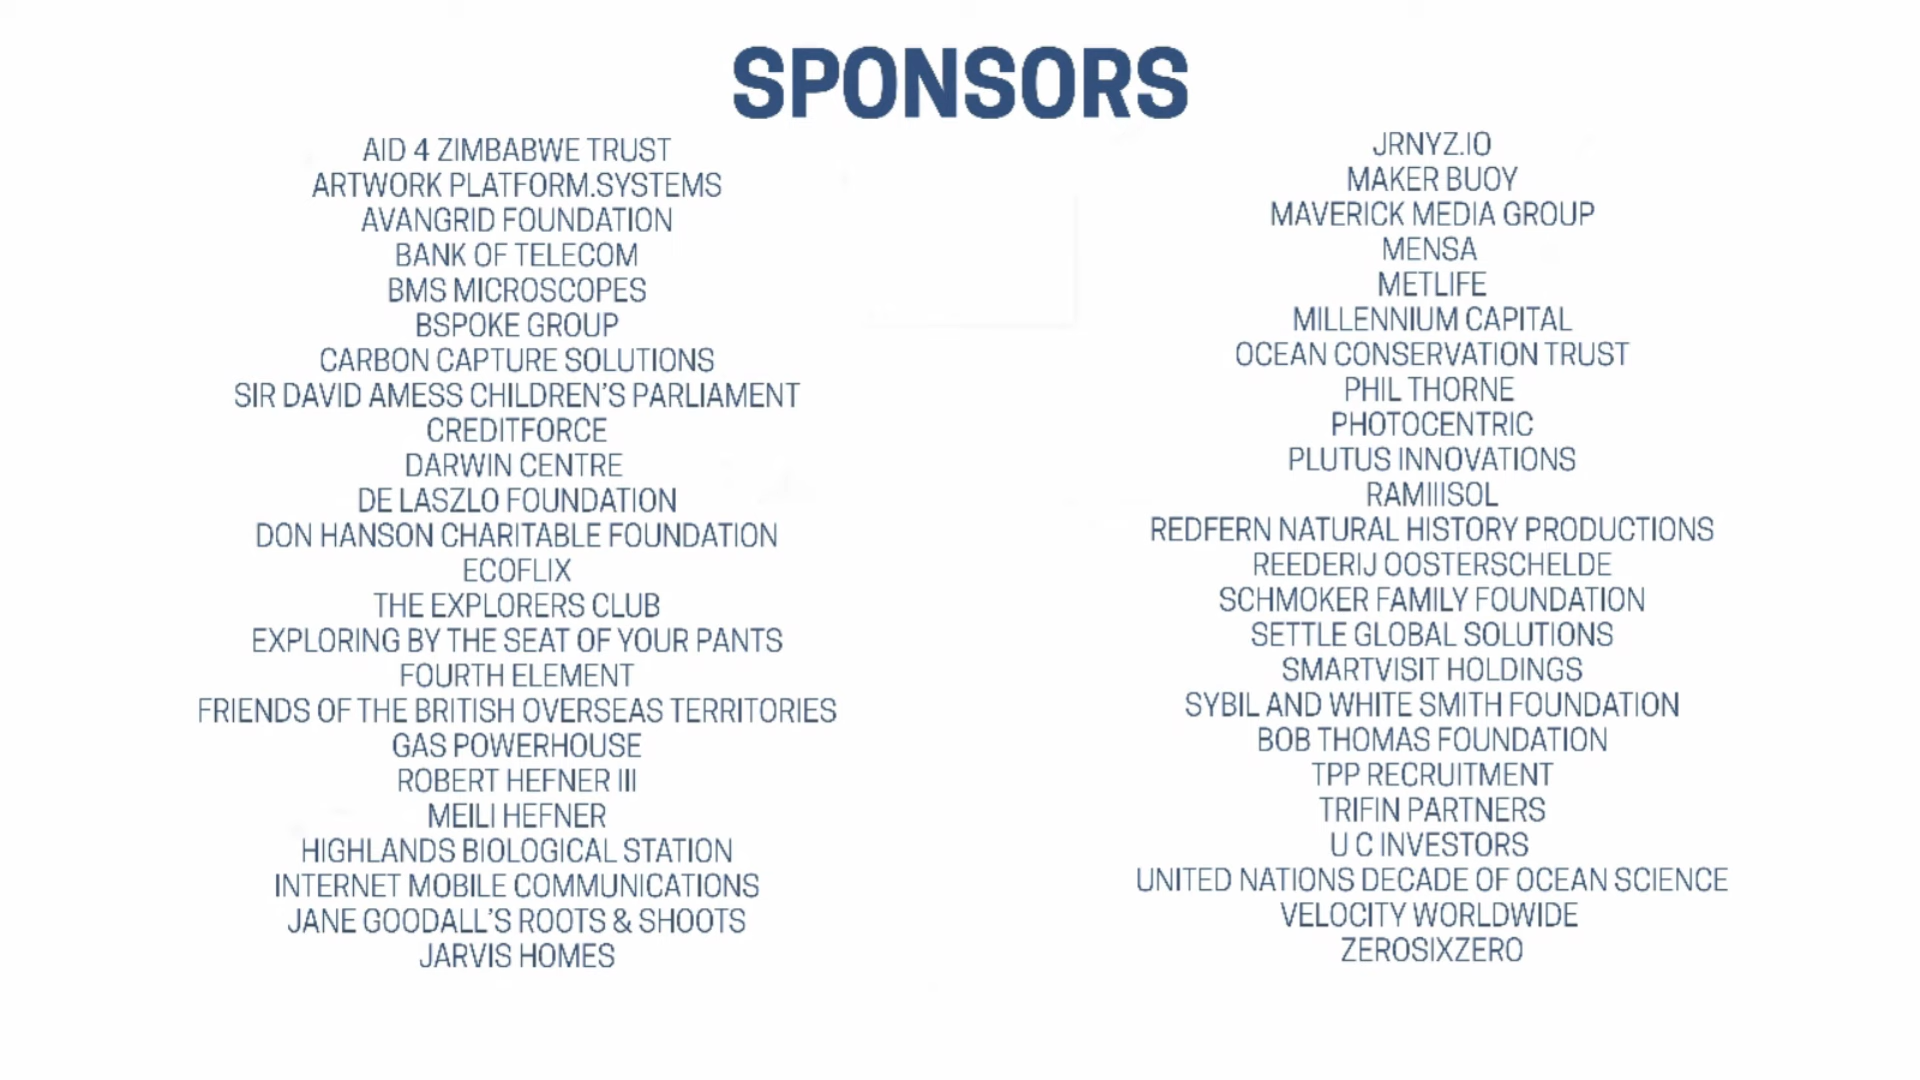 SPONSORS
AID 4 ZIMBABWE TRUST
ARTWORK PLATFORM.SYSTEMS
AVANGRID FOUNDATION
BANK OF TELECOM
BMS MICROSCOPES
BSPOKE GROUP
CARBON CAPTURE SOLUTIONS
SIR DAVID AMESS CHILDREN'S PARLIAMENT
CREDITFORCE
DARWIN CENTRE
DE LASZLO FOUNDATION
DON HANSON CHARITABLE FOUNDATION
ECOFLIX
THE EXPLORERS CLUB
EXPLORING BY THE SEAT OF YOUR PANTS
FOURTH ELEMENT
FRIENDS OF THE BRITISH OVERSEAS TERRITORIES
GAS POWERHOUSE
ROBERT HEFNER III
MEILI HEFNER
HIGHLANDS BIOLOGICAL STATION
INTERNET MOBILE COMMUNICATIONS
JANE GOODALL'S ROOTS & SHOOTS
JARVIS HOMES
JRNYZ.IO
MAKER BUOY
MAVERICK MEDIA GROUP
MENSA
METLIFE
MILLENNIUM CAPITAL
OCEAN CONSERVATION TRUST
PHIL THORNE
PHOTOCENTRIC
PLUTUS INNOVATIONS
RAMIIISOL
REDFERN NATURAL HISTORY PRODUCTIONS
REEDERIJ OOSTERSCHELDE
SCHMOKER FAMILY FOUNDATION
SETTLE GLOBAL SOLUTIONS
SMARTVISIT HOLDINGS
SYBIL AND WHITE SMITH FOUNDATION
BOB THOMAS FOUNDATION
TPP RECRUITMENT
TRIFIN PARTNERS
U C INVESTORS
UNITED NATIONS DECADE OF OCEAN SCIENCE
VELOCITY WORLDWIDE
ZEROSIXZERO